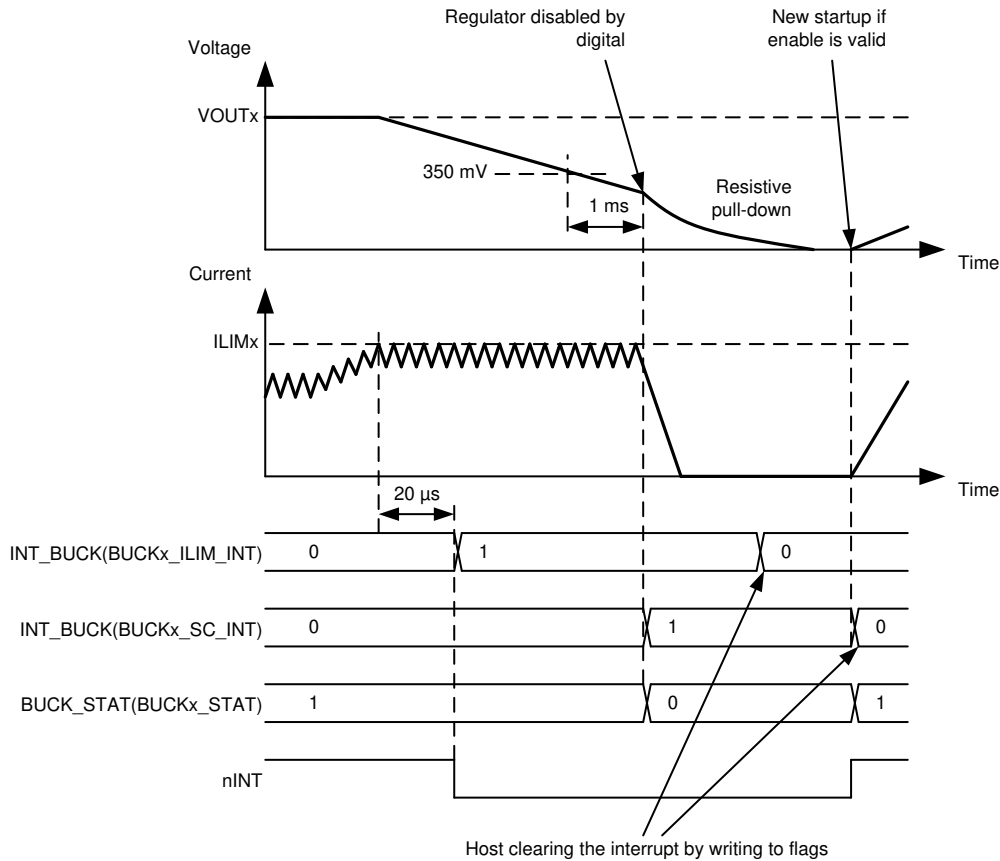 Regulator disabled by
digital
New startup if
enable is valid
Voltage
VOUTx
350 mV
1 ms
Resistive
pull-down
Time
Current
ILIMx
Time
20 µs
INT_BUCK(BUCKx_ILIM_INT)
0
1
0
INT_BUCK(BUCKx_SC_INT)
0
1
0
BUCK_STAT(BUCKx_STAT)
1
0
1
nINT
Host clearing the interrupt by writing to flags